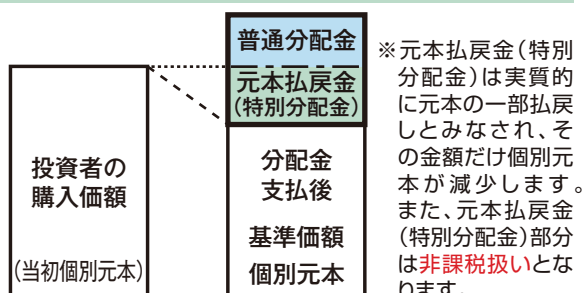 普通分配金
元本払戻金
(特別分配金)
投資者の
購入価額
(当初個別元本)
分配金
支払後
基準価額
個別元本
※元本払戻金(特別
分配金)は実質的
に元本の一部払戻
しとみなされ、そ
の金額だけ個別元
本が減少します。
また、元本払戻金
(特別分配金)部分
は非課税扱いとな
ります。